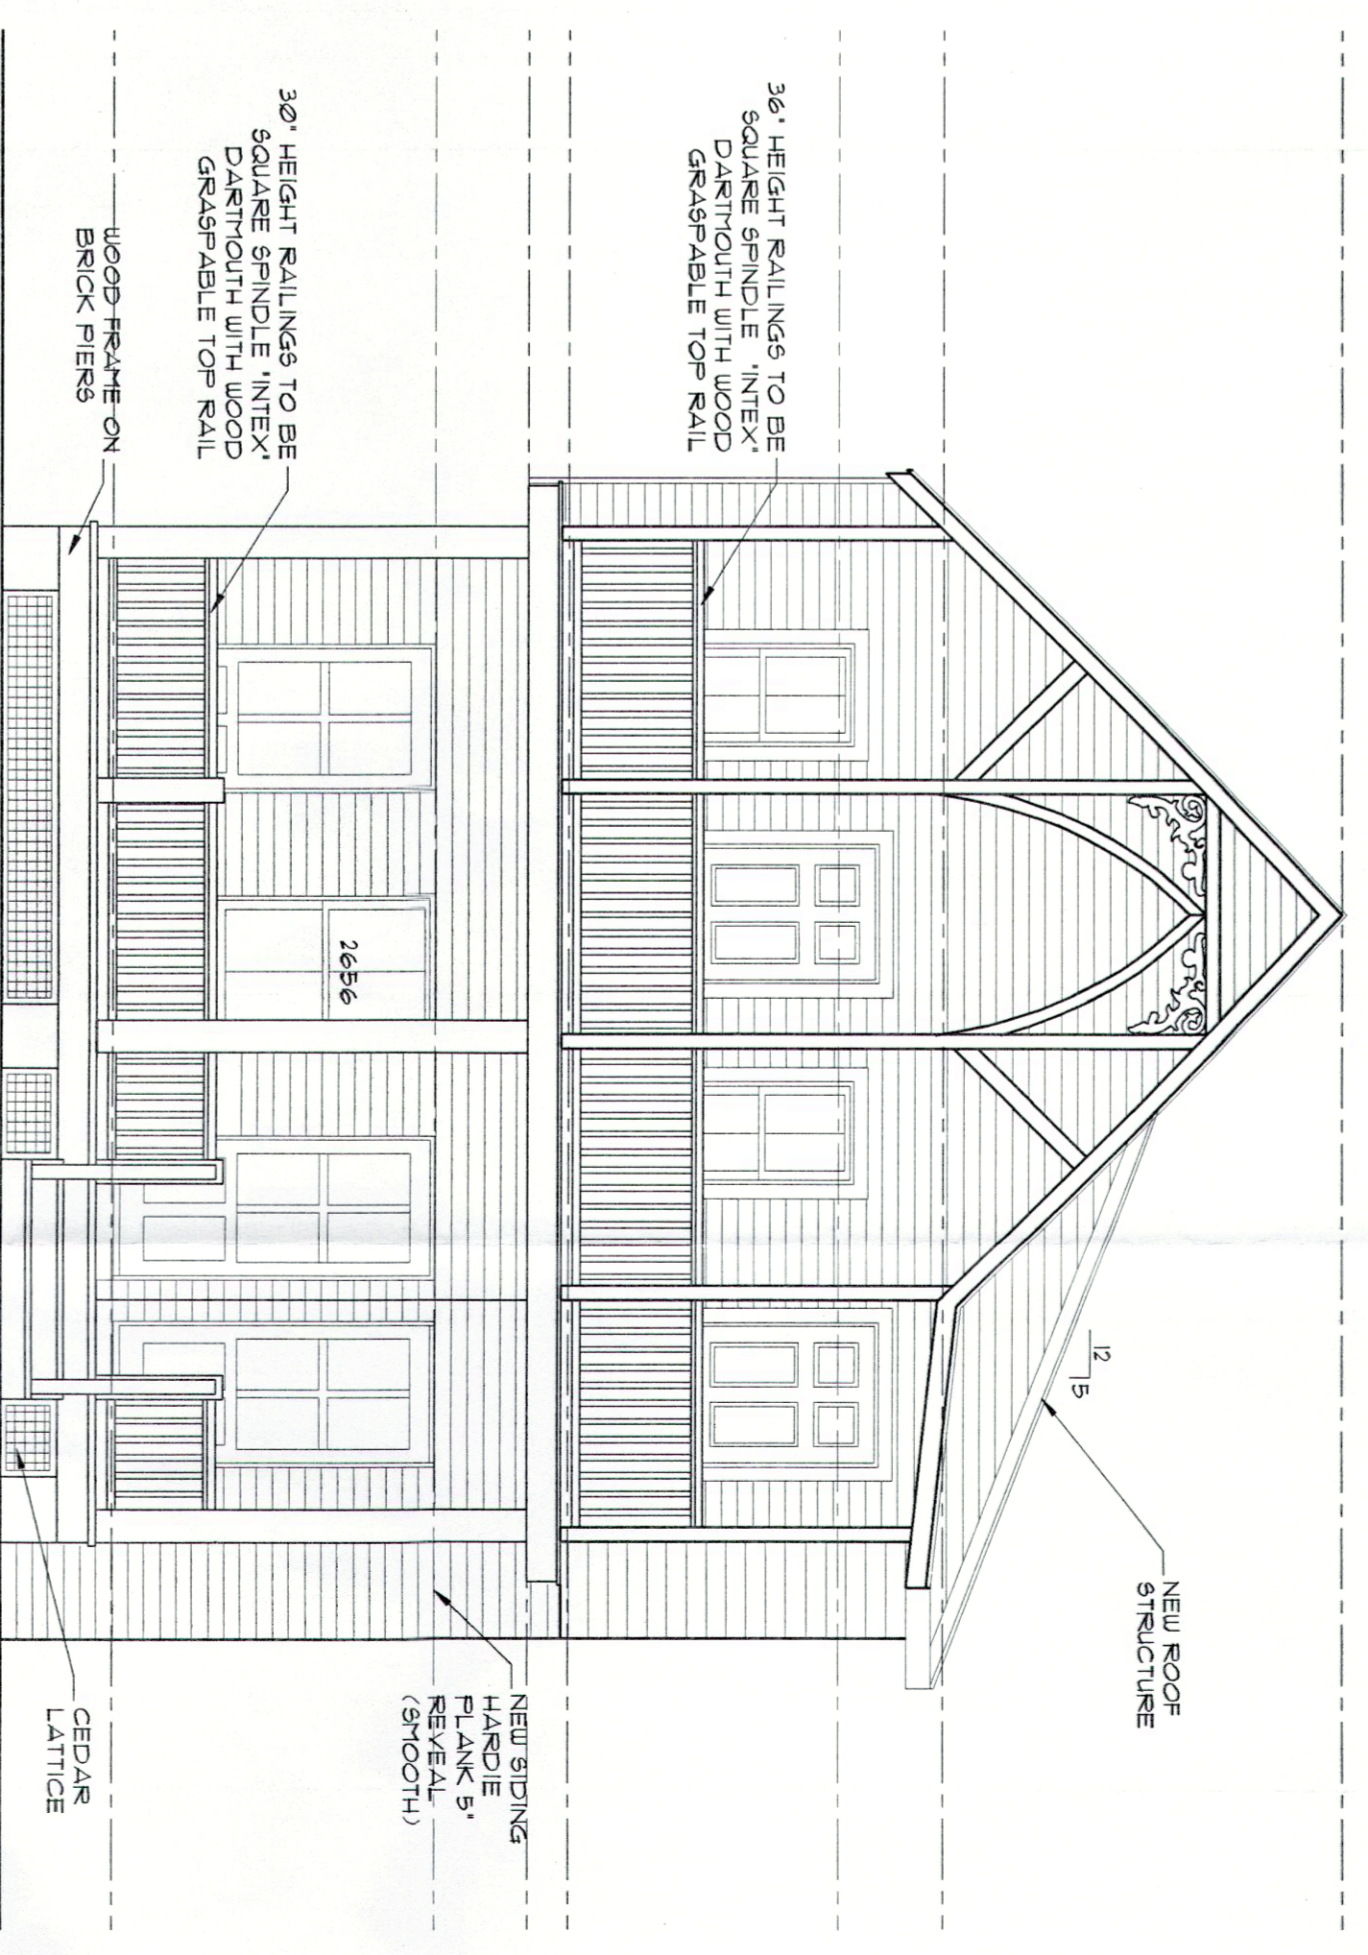 12
5
NEW ROOF
STRUCTURE
36" HEIGHT RAILINGS TO BE
SQUARE SPINDLE "INTEX"
DARTMOUTH WITH WOOD
GRASPABLE TOP RAIL
NEW SIDING
HARDIE
PLANK 5"
REVEAL
(SMOOTH)
2656
30" HEIGHT RAILINGS TO BE
SQUARE SPINDLE "INTEX"
DARTMOUTH WITH WOOD
GRASPABLE TOP RAIL
WOOD FRAME ON
BRICK PIERS
CEDAR
LATTICE